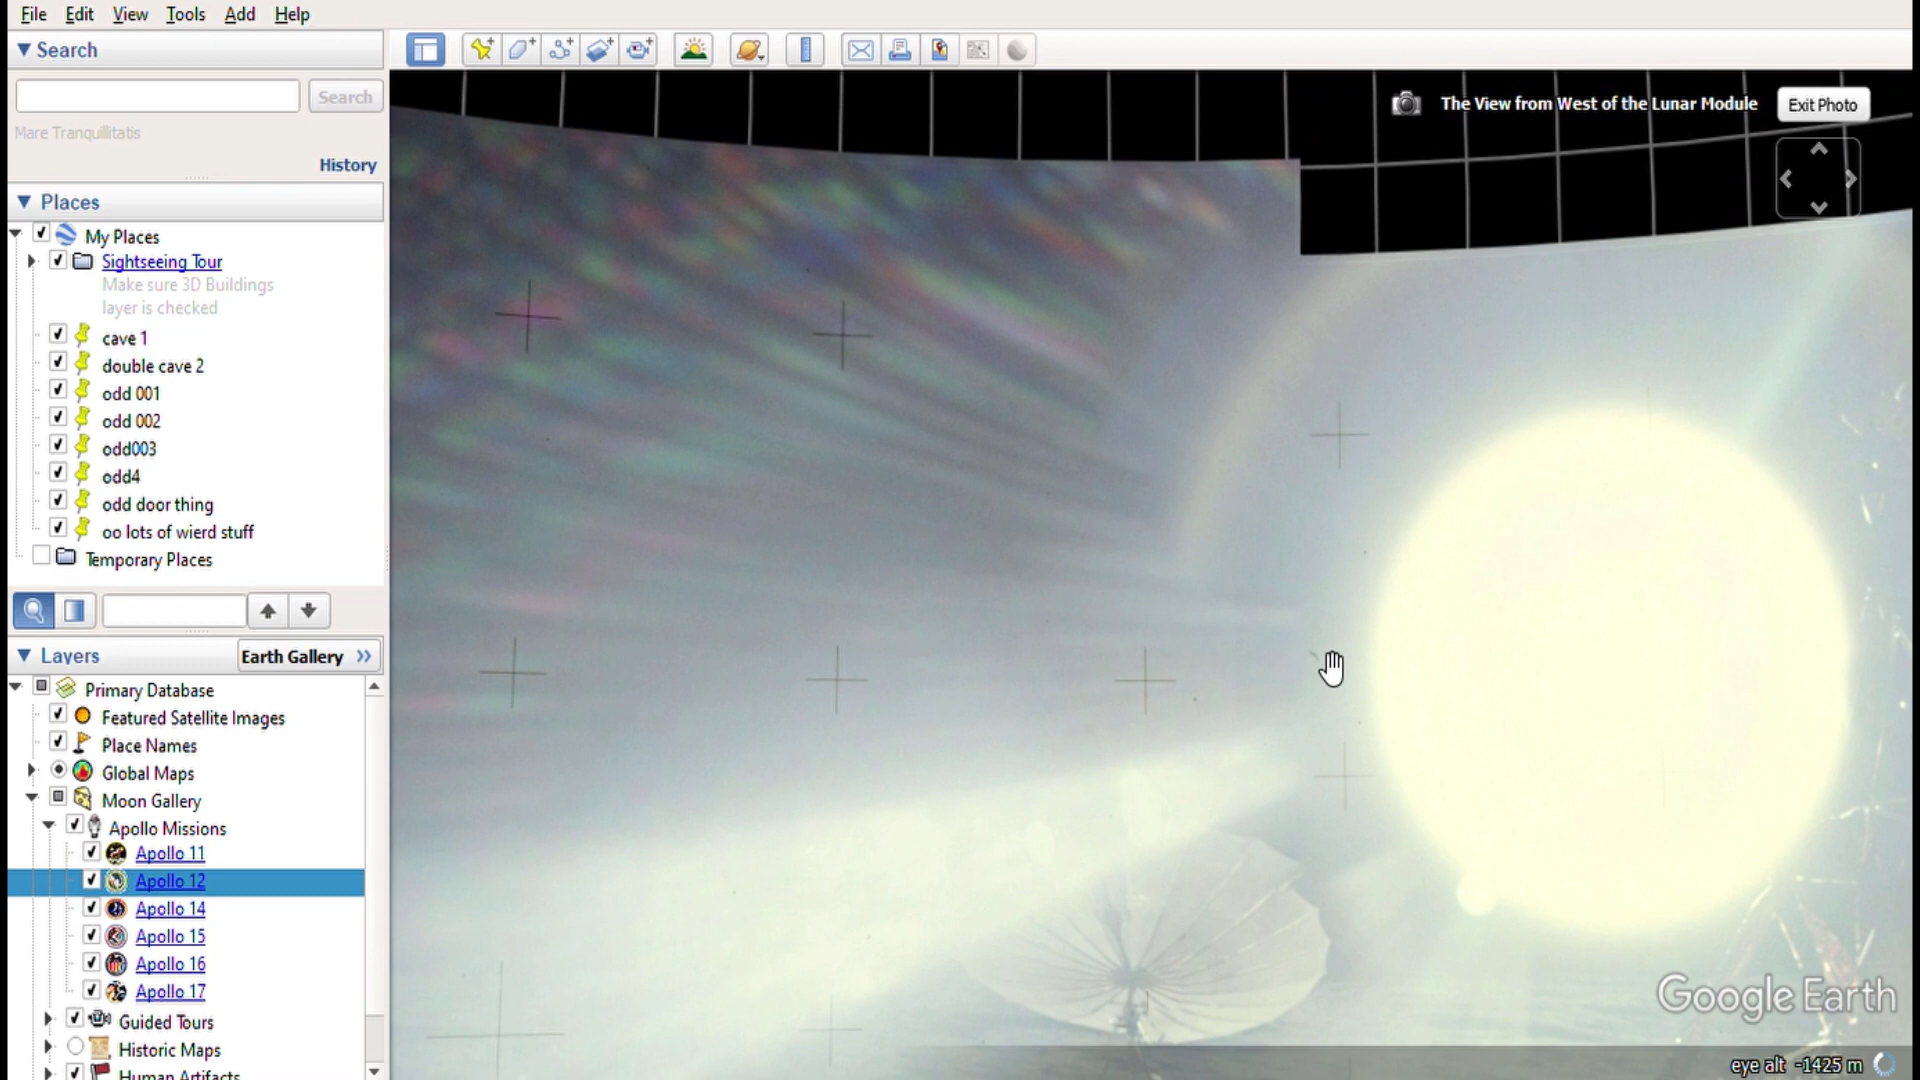 File Edit View Tools Add Help
Search
Search
Mare Tranquillitatis
History
Places
My Places
Sightseeing Tour
Make sure 3D Buildings
layer is checked
cave 1
double cave 2
odd 001
odd 002
odd003
odd4
odd door thing
oo lots of wierd stuff
Temporary Places
Layers
Earth Gallery »
Primary Database
Featured Satellite Images
Place Names
Global Maps
Moon Gallery
Apollo Missions
Apollo 11
Apollo 12
Apollo 14
Apollo 15
Apollo 16
Apollo 17
Guided Tours
Historic Maps
Human Artifacts
The View from West of the Lunar Module
Exit Photo
Google Earth
eye alt -1425 m